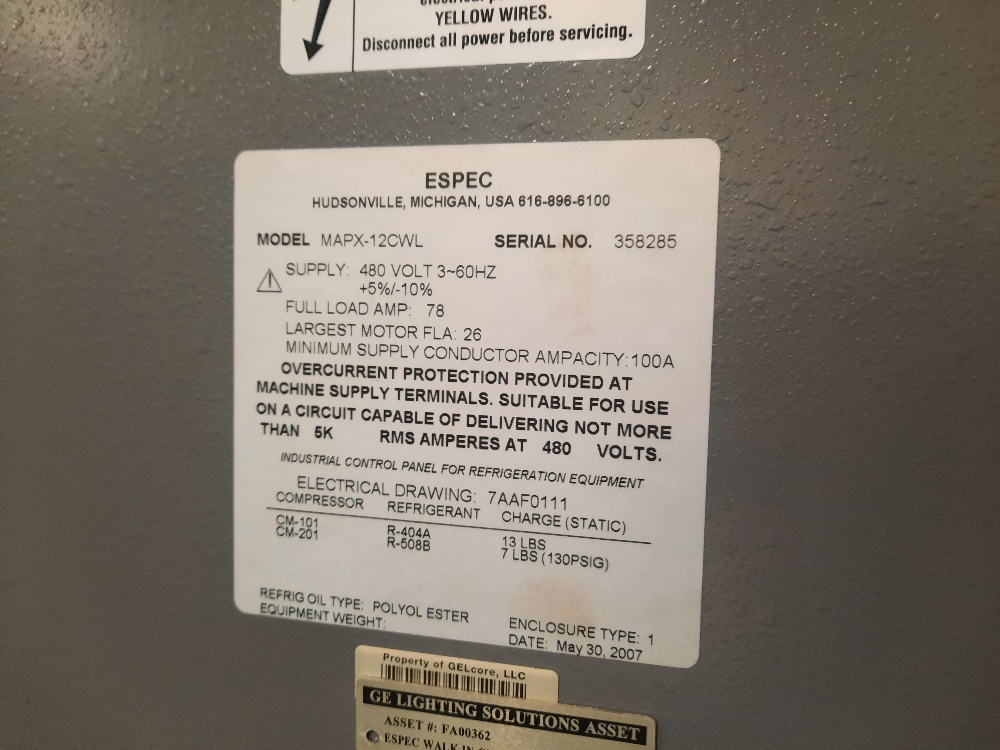 YELLOW WIRES.
Disconnect all power before servicing.
ESPEC
HUDSONVILLE, MICHIGAN, USA 616-896-6100
MODEL MAPX-12CWL SERIAL NO. 358285
SUPPLY: 480 VOLT 3~60HZ
+5%/-10%
FULL LOAD AMP: 78
LARGEST MOTOR FLA: 26
MINIMUM SUPPLY CONDUCTOR AMPACITY: 100A
OVERCURRENT PROTECTION PROVIDED AT
MACHINE SUPPLY TERMINALS. SUITABLE FOR USE
ON A CIRCUIT CAPABLE OF DELIVERING NOT MORE
THAN 5K RMS AMPERES AT 480 VOLTS.
INDUSTRIAL CONTROL PANEL FOR REFRIGERATION EQUIPMENT
ELECTRICAL DRAWING: 7AAF0111
COMPRESSOR REFRIGERANT CHARGE (STATIC)
CM-101 R-404A 13 LBS
CM-201 R-508B 7 LBS (130PSIG)
REFRIG OIL TYPE: POLYOL ESTER ENCLOSURE TYPE: 1
EQUIPMENT WEIGHT: DATE: May 30, 2007
Property of GELcore, LLC
GE LIGHTING SOLUTIONS ASSET
ASSET #: FA00362
ESPEC WALK IN